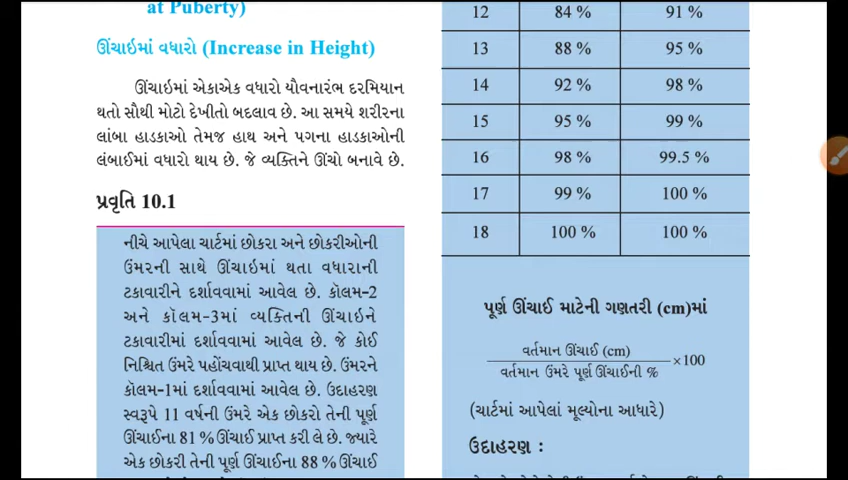 at Puberty)
ઊંચાઇમાં વધારો (Increase in Height)
ઊંચાઇમાં એકાએક વધારો યૌવનારંભ દરમિયાન
થતો સૌથી મોટો દેખીતો બદલાવ છે. આ સમયે શરીરના
લાંબા હાડકાઓ તેમજ હાથ અને પગના હાડકાઓની
લંબાઈમાં વધારો થાય છે. જે વ્યક્તિને ઊંચો બનાવે છે.
પ્રવૃતિ 10.1
નીચે આપેલા ચાર્ટમાં છોકરા અને છોકરીઓની
ઉંમરની સાથે ઊંચાઇમાં થતા વધારાની
ટકાવારીને દર્શાવવામાં આવેલ છે. કૉલમ-2
અને કૉલમ-3માં વ્યક્તિની ઊંચાઇને
ટકાવારીમાં દર્શાવવામાં આવેલ છે. જે કોઈ
નિશ્ચિત ઉંમરે પહોંચવાથી પ્રાપ્ત થાય છે. ઉંમરને
કૉલમ-1માં દર્શાવવામાં આવેલ છે. ઉદાહરણ
સ્વરૂપે 11 વર્ષની ઉંમરે એક છોકરો તેની પૂર્ણ
ઊંચાઈના 81 % ઊંચાઈ પ્રાપ્ત કરી લે છે. જ્યારે
એક છોકરી તેની પૂર્ણ ઊંચાઈના 88 % ઊંચાઈ
12 84 % 91 %
13 88 % 95 %
14 92 % 98 %
15 95 % 99 %
16 98 % 99.5 %
17 99 % 100 %
18 100 % 100 %
પૂર્ણ ઊંચાઈ માટેની ગણતરી (cm)માં
વર્તમાન ઊંચાઈ (cm)
વર્તમાન ઉંમરે પૂર્ણ ઊંચાઈની % ×100
(ચાર્ટમાં આપેલાં મૂલ્યોના આધારે)
ઉદાહરણ :